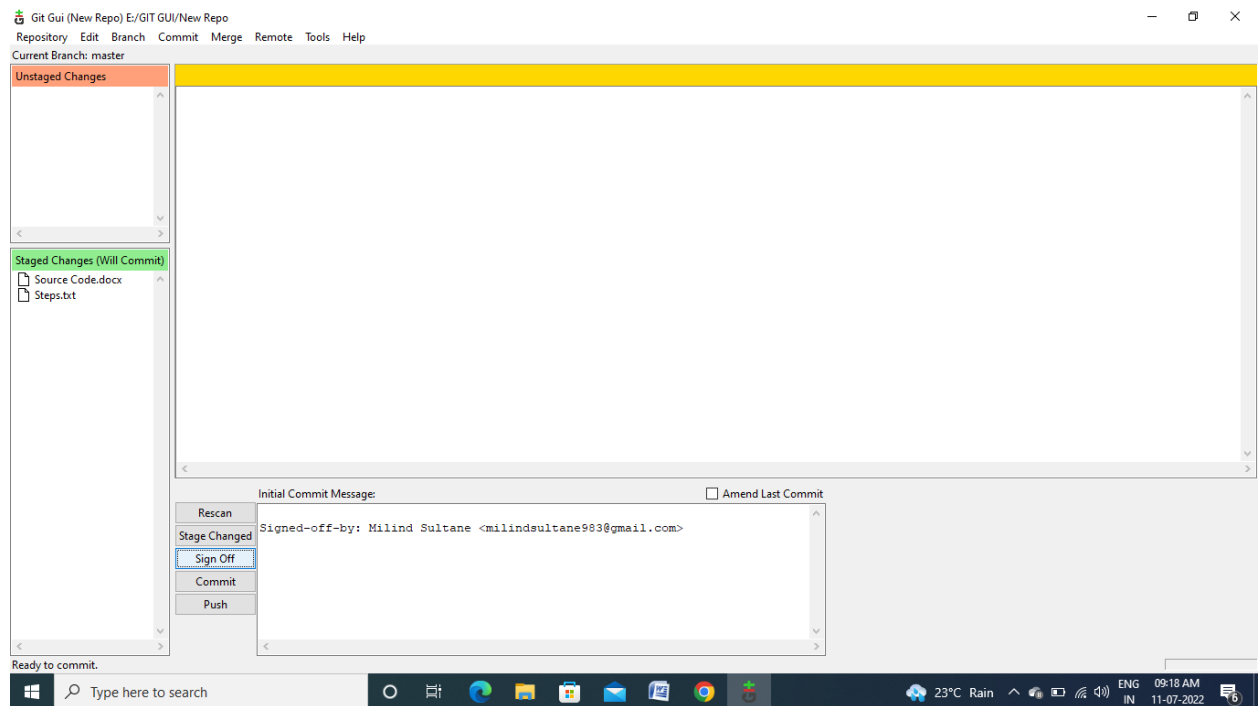 Git Gui (New Repo) E:/GIT GUI/New Repo
Repository Edit Branch Commit Merge Remote Tools Help
Current Branch: master
Unstaged Changes
Staged Changes (Will Commit)
Source Code.docx
Steps.txt
Initial Commit Message:
Amend Last Commit
Rescan
Stage Changed
Sign Off
Commit
Push
Signed-off-by: Milind Sultane <milindsultane983@gmail.com>
Ready to commit.
Type here to search
23°C Rain
ENG
IN
09:18 AM
11-07-2022
6